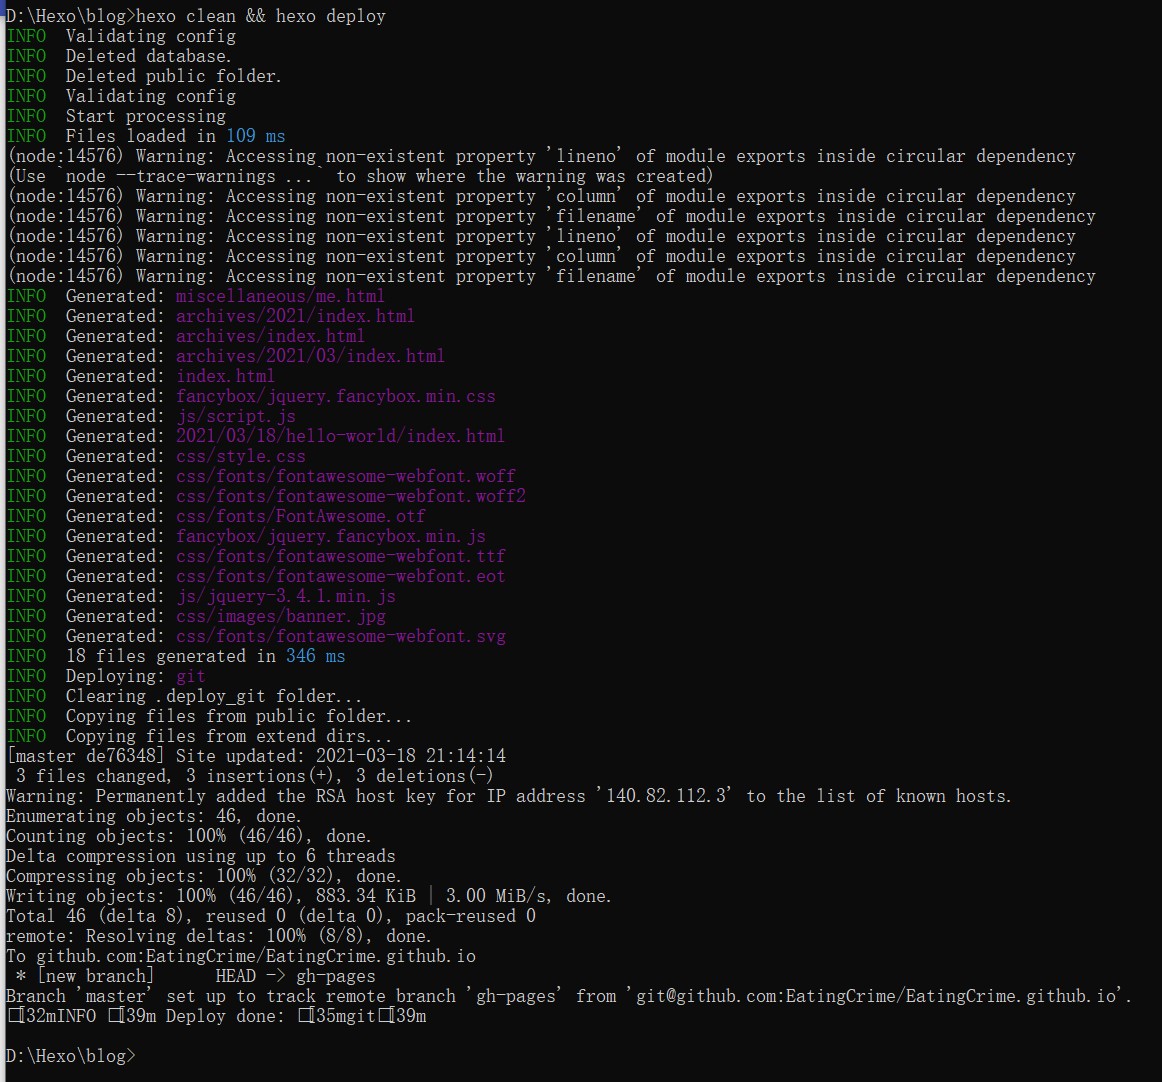 D:\Hexo\blog>hexo clean && hexo deploy
INFO  Validating config
INFO  Deleted database.
INFO  Deleted public folder.
INFO  Validating config
INFO  Start processing
INFO  Files loaded in 109 ms
(node:14576) Warning: Accessing non-existent property 'lineno' of module exports inside circular dependency
(Use `node --trace-warnings ...` to show where the warning was created)
(node:14576) Warning: Accessing non-existent property 'column' of module exports inside circular dependency
(node:14576) Warning: Accessing non-existent property 'filename' of module exports inside circular dependency
(node:14576) Warning: Accessing non-existent property 'lineno' of module exports inside circular dependency
(node:14576) Warning: Accessing non-existent property 'column' of module exports inside circular dependency
(node:14576) Warning: Accessing non-existent property 'filename' of module exports inside circular dependency
INFO  Generated: miscellaneous/me.html
INFO  Generated: archives/2021/index.html
INFO  Generated: archives/index.html
INFO  Generated: archives/2021/03/index.html
INFO  Generated: index.html
INFO  Generated: fancybox/jquery.fancybox.min.css
INFO  Generated: js/script.js
INFO  Generated: 2021/03/18/hello-world/index.html
INFO  Generated: css/style.css
INFO  Generated: css/fonts/fontawesome-webfont.woff
INFO  Generated: css/fonts/fontawesome-webfont.woff2
INFO  Generated: css/fonts/FontAwesome.otf
INFO  Generated: fancybox/jquery.fancybox.min.js
INFO  Generated: css/fonts/fontawesome-webfont.ttf
INFO  Generated: css/fonts/fontawesome-webfont.eot
INFO  Generated: js/jquery-3.4.1.min.js
INFO  Generated: css/images/banner.jpg
INFO  Generated: css/fonts/fontawesome-webfont.svg
INFO  18 files generated in 346 ms
INFO  Deploying: git
INFO  Clearing .deploy_git folder...
INFO  Copying files from public folder...
INFO  Copying files from extend dirs...
[master de76348] Site updated: 2021-03-18 21:14:14
 3 files changed, 3 insertions(+), 3 deletions(-)
Warning: Permanently added the RSA host key for IP address '140.82.112.3' to the list of known hosts.
Enumerating objects: 46, done.
Counting objects: 100% (46/46), done.
Delta compression using up to 6 threads
Compressing objects: 100% (32/32), done.
Writing objects: 100% (46/46), 883.34 KiB | 3.00 MiB/s, done.
Total 46 (delta 8), reused 0 (delta 0), pack-reused 0
remote: Resolving deltas: 100% (8/8), done.
To github.com:EatingCrime/EatingCrime.github.io
 * [new branch]      HEAD -> gh-pages
Branch 'master' set up to track remote branch 'gh-pages' from 'git@github.com:EatingCrime/EatingCrime.github.io'.
□[32mINFO □[39m Deploy done: □[35mgit□[39m
D:\Hexo\blog>